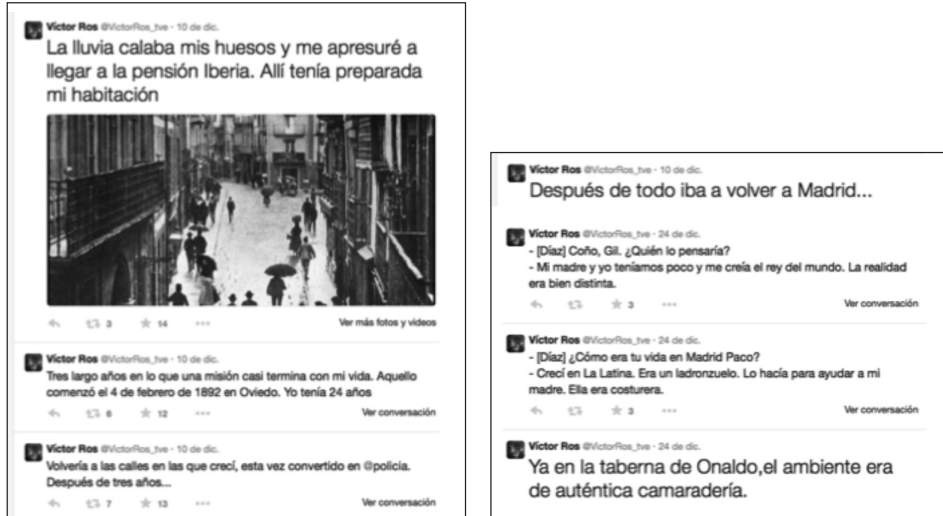 Víctor Ros @VictorRos_tve · 10 de dic.
La lluvia calaba mis huesos y me apresuré a
llegar a la pensión Iberia. Allí tenía preparada
mi habitación
3 14 Ver más fotos y videos
Víctor Ros @VictorRos_tve · 10 de dic.
Tres largo años en lo que una misión casi termina con mi vida. Aquello
comenzó el 4 de febrero de 1892 en Oviedo. Yo tenía 24 años
6 12 Ver conversación
Víctor Ros @VictorRos_tve · 10 de dic.
Volvería a las calles en las que crecí, esta vez convertido en @policia.
Después de tres años...
7 13 Ver conversación
Víctor Ros @VictorRos_tve · 10 de dic.
Después de todo iba a volver a Madrid...
Víctor Ros @VictorRos_tve · 24 de dic.
- [Díaz] Coño, Gil. ¿Quién lo pensaría?
- Mi madre y yo teníamos poco y me creía el rey del mundo. La realidad
era bien distinta.
3 Ver conversación
Víctor Ros @VictorRos_tve · 24 de dic.
- [Díaz] ¿Cómo era tu vida en Madrid Paco?
- Crecí en La Latina. Era un ladronzuelo. Lo hacía para ayudar a mi
madre. Ella era costurera.
3 Ver conversación
Víctor Ros @VictorRos_tve · 24 de dic.
Ya en la taberna de Onaldo,el ambiente era
de auténtica camaradería.